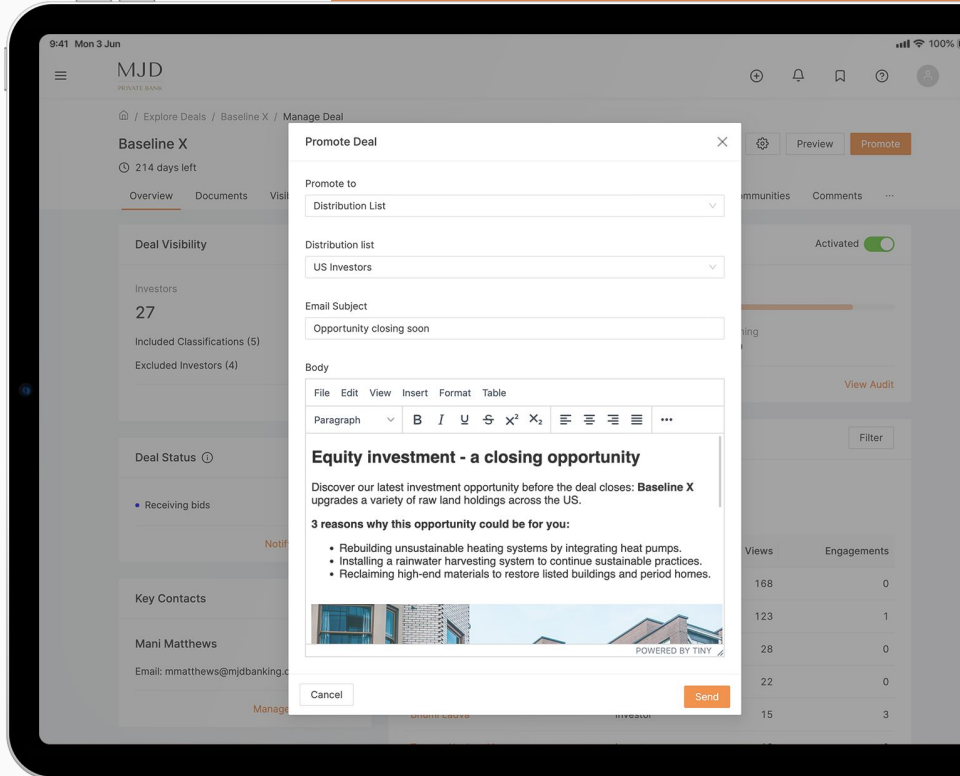 9:41 Mon 3 Jun
100%
MJD
PRIVATE BANK
/ Explore Deals / Baseline X / Manage Deal
Baseline X
Preview
Promote
214 days left
Overview Documents
Comments
Promote Deal
Promote to
Distribution List
Distribution list
US Investors
Email Subject
Opportunity closing soon
Body
File Edit View Insert Format Table
Paragraph B I U S X² X₂ •••
Equity investment - a closing opportunity
Discover our latest investment opportunity before the deal closes: Baseline X
upgrades a variety of raw land holdings across the US.
3 reasons why this opportunity could be for you:
• Rebuilding unsustainable heating systems by integrating heat pumps.
• Installing a rainwater harvesting system to continue sustainable practices.
• Reclaiming high-end materials to restore listed buildings and period homes.
POWERED BY TINY
Cancel
Send
Deal Visibility
Activated
Investors
27
Included Classifications (5)
Excluded Investors (4)
View Audit
Filter
Deal Status
• Receiving bids
Key Contacts
Mani Matthews
Email: mmatthews@mjdbanking.c
Manage
Views Engagements
168 0
123 1
28 0
22 0
Investor 15 3